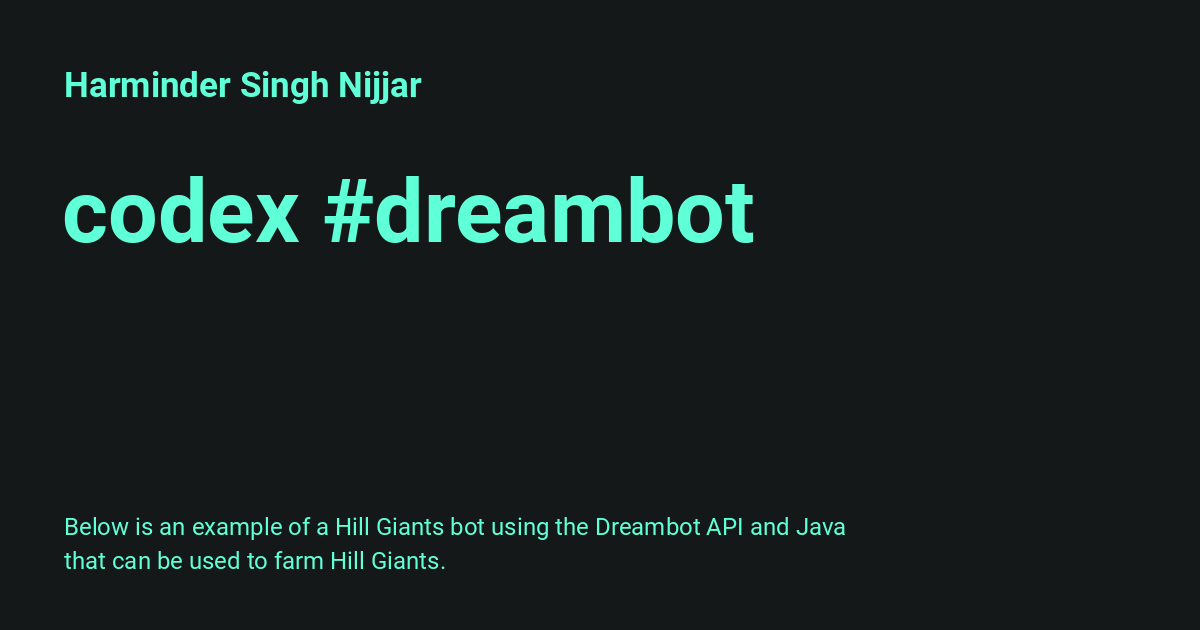 Harminder Singh Nijjar
codex #dreambot
Below is an example of a Hill Giants bot using the Dreambot API and Java
that can be used to farm Hill Giants.